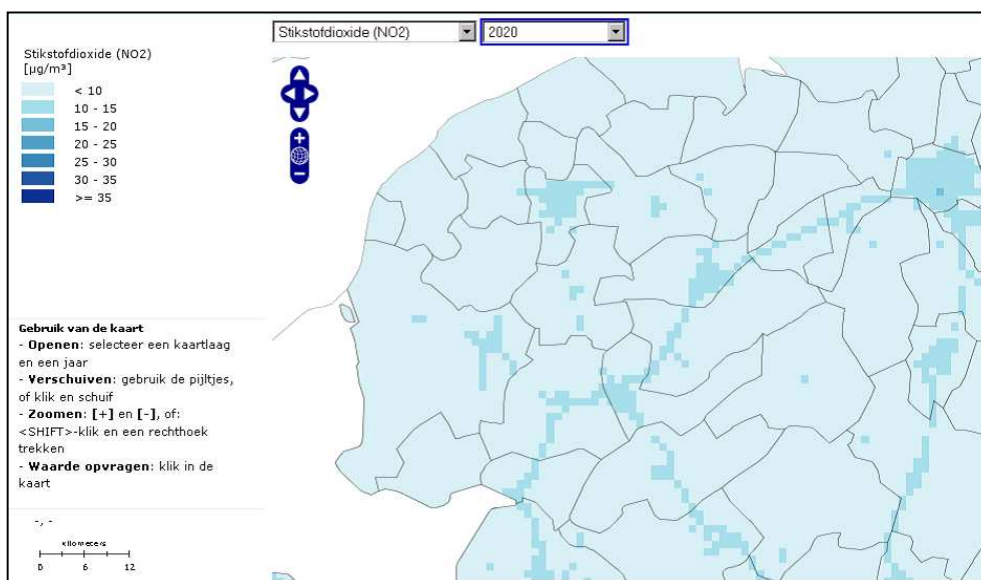 Stikstofdioxide (NO2)
2020
Stikstofdioxide (NO2)
[µg/m³]
< 10
10 - 15
15 - 20
20 - 25
25 - 30
30 - 35
>= 35
Gebruik van de kaart
- Openen: selecteer een kaartlaag
en een jaar
- Verschuiven: gebruik de pijltjes,
of klik en schuif
- Zoomen: [+] en [-], of:
<SHIFT>-klik en een rechthoek
trekken
- Waarde opvragen: klik in de
kaart
-, -
kilometers
0 6 12